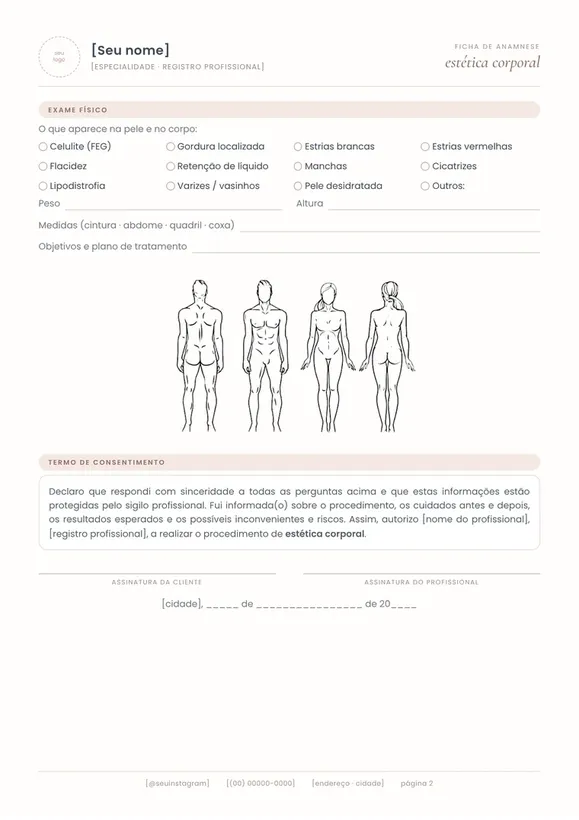 seu
logo
[Seu nome]
[ESPECIALIDADE · REGISTRO PROFISSIONAL]
FICHA DE ANAMNESE
estética corporal
EXAME FÍSICO
O que aparece na pele e no corpo:
Celulite (FEG) Gordura localizada Estrias brancas Estrias vermelhas
Flacidez Retenção de líquido Manchas Cicatrizes
Lipodistrofia Varizes / vasinhos Pele desidratada Outros:
Peso Altura
Medidas (cintura · abdome · quadril · coxa)
Objetivos e plano de tratamento
TERMO DE CONSENTIMENTO
Declaro que respondi com sinceridade a todas as perguntas acima e que estas informações estão
protegidas pelo sigilo profissional. Fui informada(o) sobre o procedimento, os cuidados antes e depois,
os resultados esperados e os possíveis inconvenientes e riscos. Assim, autorizo [nome do profissional],
[registro profissional], a realizar o procedimento de estética corporal.
ASSINATURA DA CLIENTE ASSINATURA DO PROFISSIONAL
[cidade], _____ de ________________ de 20____
[@seuinstagram] [(00) 00000-0000] [endereço · cidade] página 2